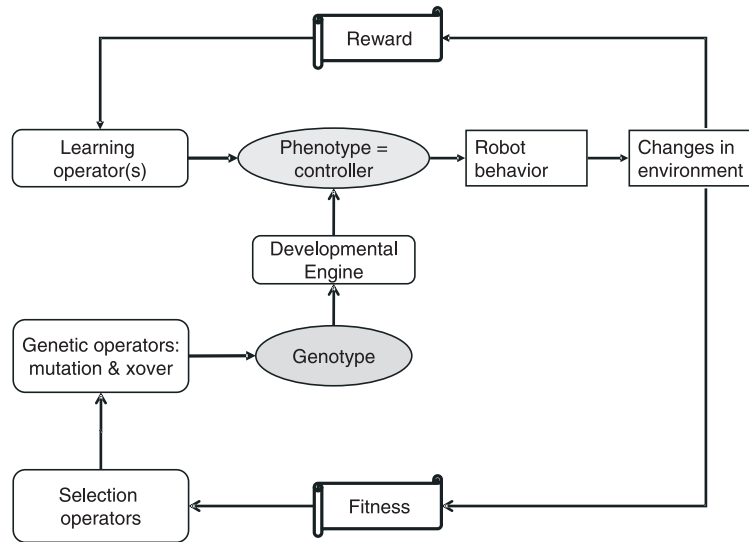 Reward
Learning
operator(s)
Phenotype =
controller
Robot
behavior
Changes in
environment
Developmental
Engine
Genetic operators:
mutation & xover
Genotype
Selection
operators
Fitness